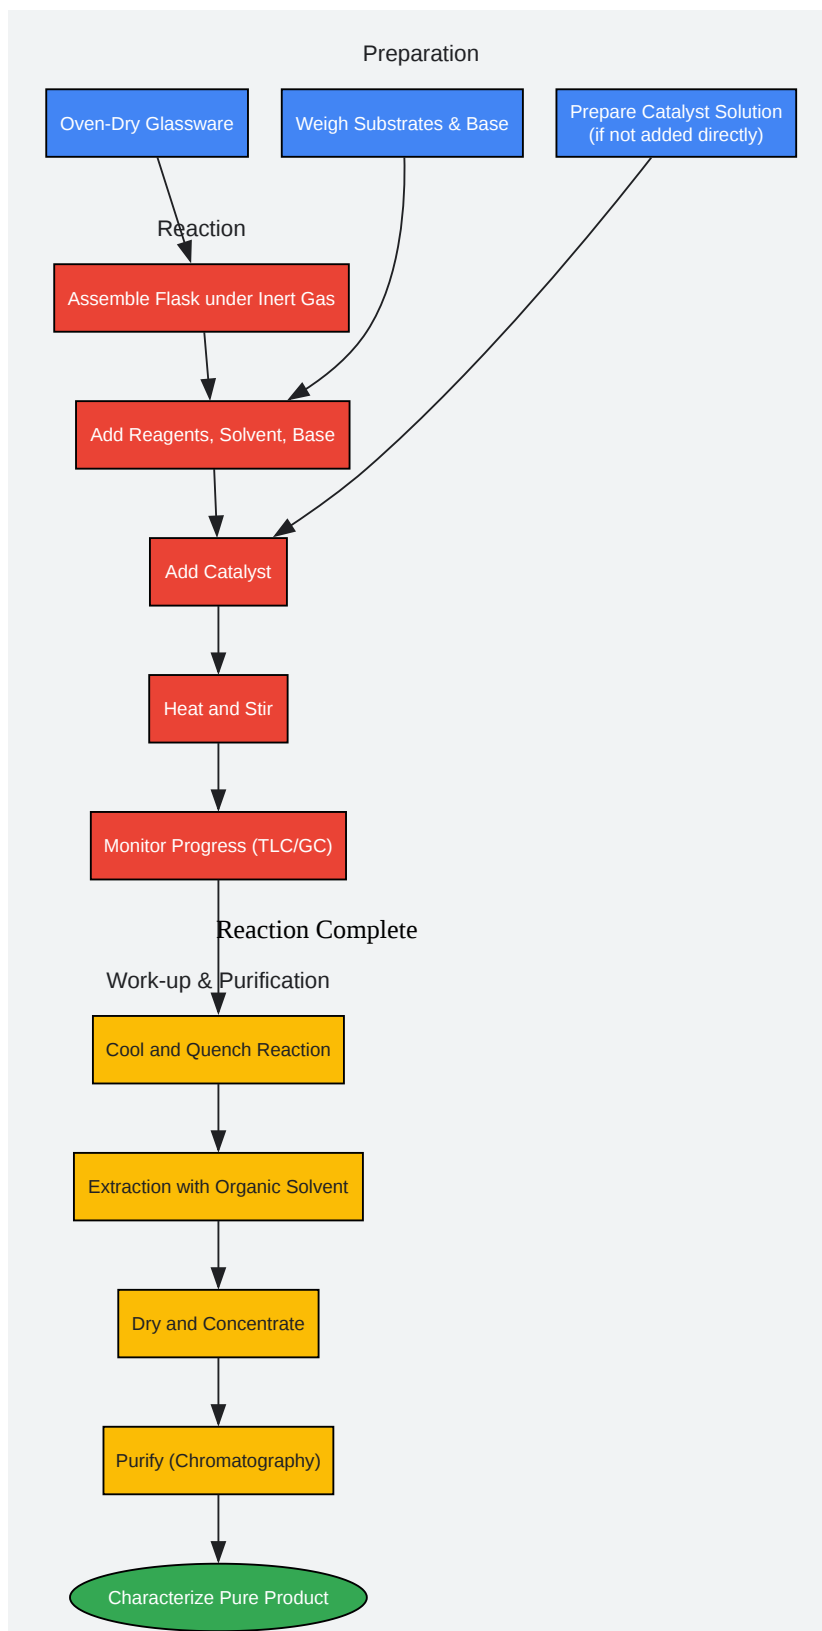 Preparation
Oven-Dry Glassware
Weigh Substrates & Base
Prepare Catalyst Solution
(if not added directly)
Reaction
Assemble Flask under Inert Gas
Add Reagents, Solvent, Base
Add Catalyst
Heat and Stir
Monitor Progress (TLC/GC)
Reaction Complete
Work-up & Purification
Cool and Quench Reaction
Extraction with Organic Solvent
Dry and Concentrate
Purify (Chromatography)
Characterize Pure Product